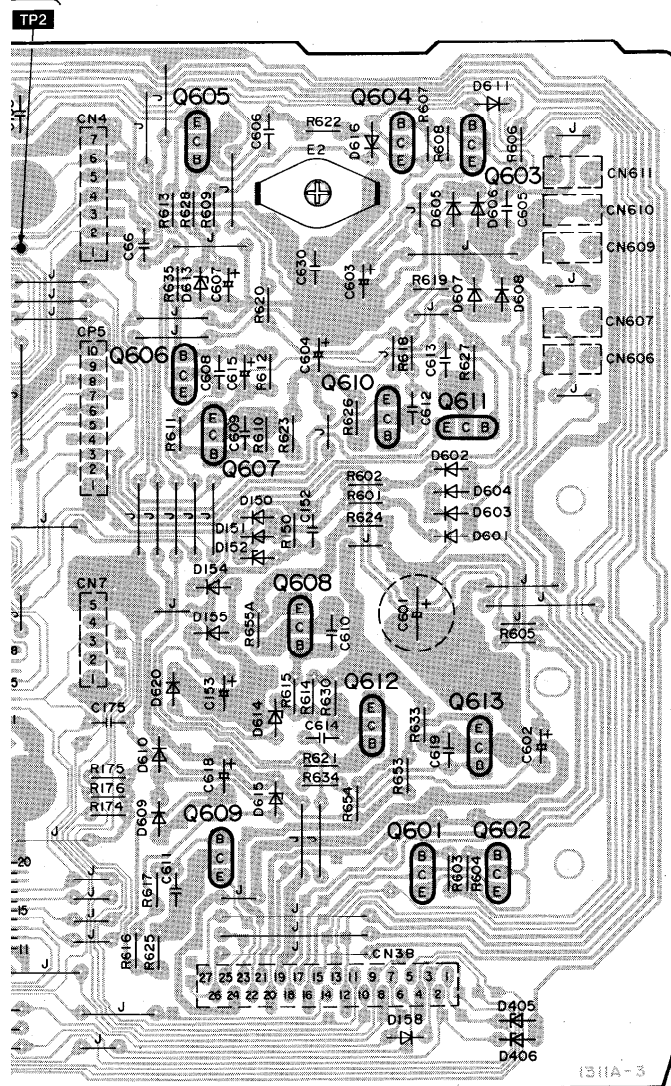 TP2
CN4
7
6
5
4
3
2
1
Q605
E
C
B
C606
R622
D616
Q604
B
C
E
R607
R608
D611
B
C
E
R606
Q603
J
E2
CN611
CN610
CN609
R613
R628
R609
J
C66
J
D605
D606
C605
J
R635
D613
C607
R620
C630
C603
R619
D607
D608
J
CN607
CN606
J
CP5
10
9
8
7
6
5
4
3
2
1
Q606
B
C
E
C608
C615
R612
C604
R618
C613
R627
Q610
B
C
E
C612
Q611
E C B
R611
E
C
B
C609
R610
R623
J
R626
Q607
D602
R602
R601
R624
J
D604
D603
D601
J
D150
D151
D152
R150
C152
CN7
5
4
3
2
1
D154
D155
R655A
Q608
E
C
B
C610
C601
J
J
R605
D620
C153
D614
R615
R614
R630
C614
Q612
E
C
B
R633
C619
Q613
E
C
B
C602
C175
R175
R176
R174
D610
D609
C618
D615
R621
R634
R654
R653
Q609
B
C
E
Q601
B
C
E
R603
R604
Q602
B
C
E
20
15
11
R617
C611
R616
R625
J
J
J
CN38
27 25 23 21 19 17 15 13 11 9 7 5 3 1
26 24 22 20 18 16 14 12 10 8 6 4 2
J
J
D158
D405
D406
1311A-3